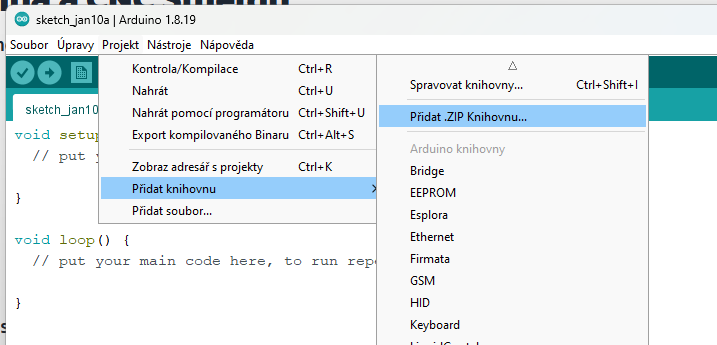 sketch_jan10a | Arduino 1.8.19
Soubor Úpravy Projekt Nástroje Nápověda
Kontrola/Kompilace Ctrl+R
Nahrát Ctrl+U
Nahrát pomocí programátoru Ctrl+Shift+U
Export kompilovaného Binaru Ctrl+Alt+S
Zobraz adresář s projekty Ctrl+K
Přidat knihovnu
Přidat soubor...
Spravovat knihovny... Ctrl+Shift+I
Přidat .ZIP Knihovnu...
Arduino knihovny
Bridge
EEPROM
Esplora
Ethernet
Firmata
GSM
HID
Keyboard
sketch_jan10
void setup
// put y
}
void loop() {
// put your main code here, to run repe
}